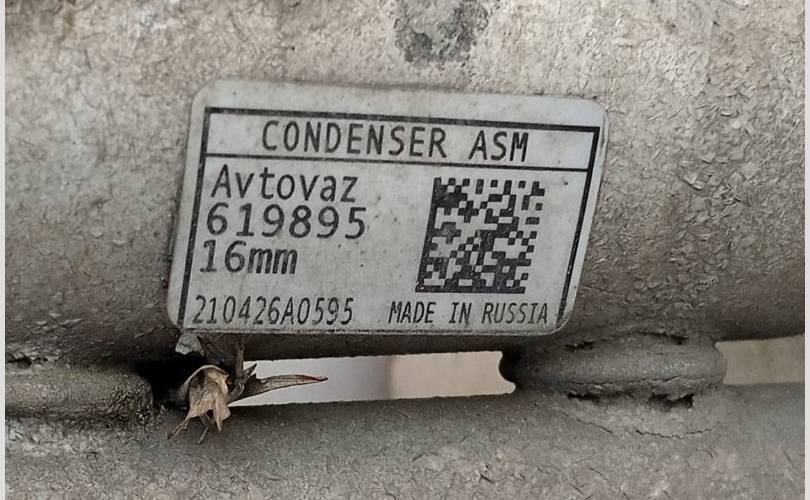 CONDENSER ASM
Avtovaz
619895
16mm
210426A0595 MADE IN RUSSIA